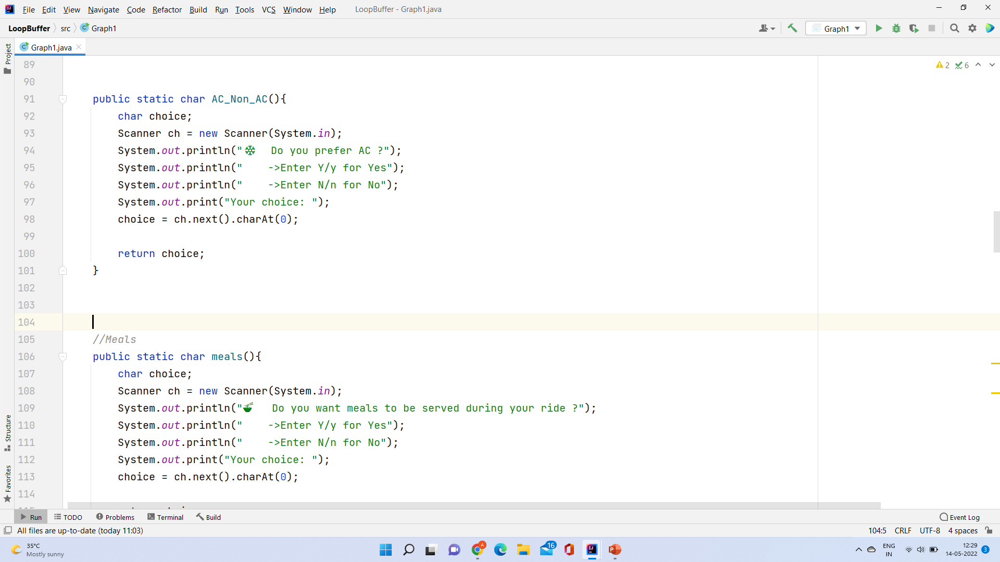 File Edit View Navigate Code Refactor Build Run Tools VCS Window Help LoopBuffer - Graph1.java
LoopBuffer src Graph1 Graph1
Project
Graph1.java
2 6
89
90
91 public static char AC_Non_AC(){
92 char choice;
93 Scanner ch = new Scanner(System.in);
94 System.out.println("❄ Do you prefer AC ?");
95 System.out.println("    ->Enter Y/y for Yes");
96 System.out.println("    ->Enter N/n for No");
97 System.out.print("Your choice: ");
98 choice = ch.next().charAt(0);
99
100 return choice;
101 }
102
103
104
105 //Meals
106 public static char meals(){
107 char choice;
108 Scanner ch = new Scanner(System.in);
109 System.out.println("🍜 Do you want meals to be served during your ride ?");
110 System.out.println("    ->Enter Y/y for Yes");
111 System.out.println("    ->Enter N/n for No");
112 System.out.print("Your choice: ");
113 choice = ch.next().charAt(0);
114
Structure
Favorites
Run TODO Problems Terminal Build Event Log
All files are up-to-date (today 11:03) 104:5 CRLF UTF-8 4 spaces
35°C
Mostly sunny
A
16
ENG
IN
12:29
14-05-2022
3